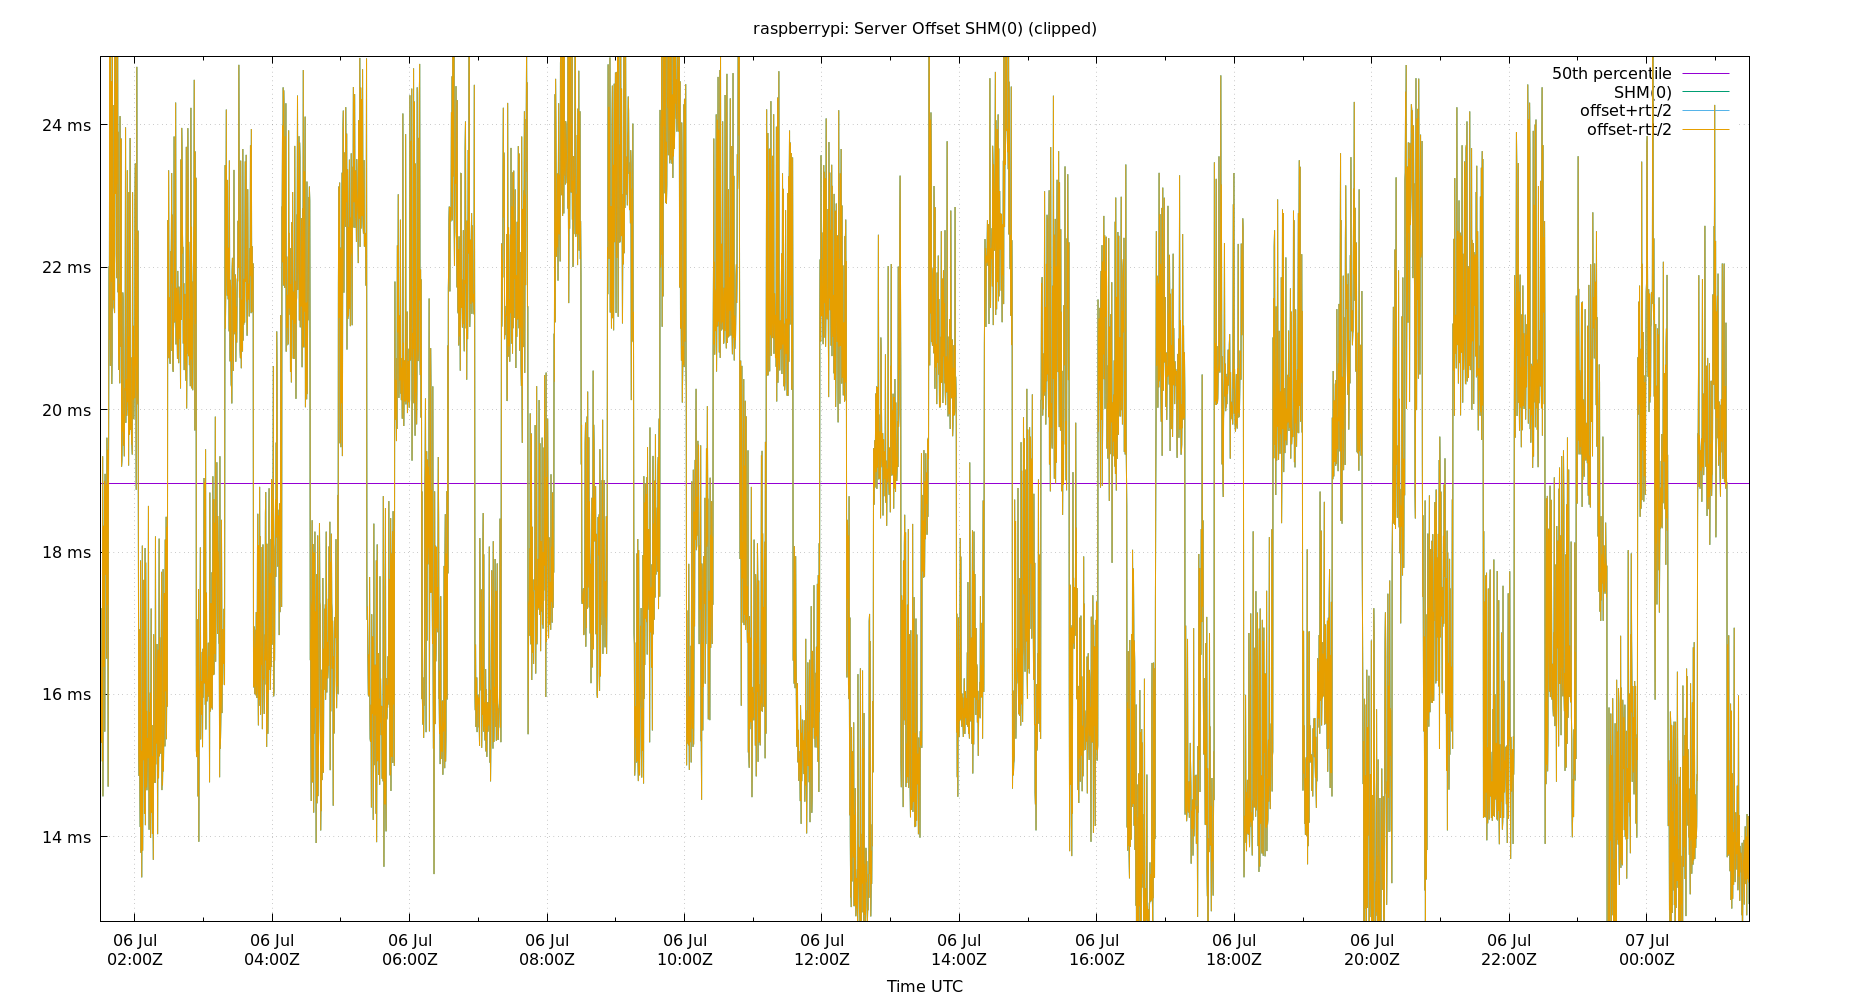 raspberrypi: Server Offset SHM(0) (clipped)
50th percentile
SHM(0)
offset+rtt/2
offset-rtt/2
24 ms
22 ms
20 ms
18 ms
16 ms
14 ms
06 Jul 06 Jul 06 Jul 06 Jul 06 Jul 06 Jul 06 Jul 06 Jul 06 Jul 06 Jul 06 Jul 07 Jul
02:00Z 04:00Z 06:00Z 08:00Z 10:00Z 12:00Z 14:00Z 16:00Z 18:00Z 20:00Z 22:00Z 00:00Z
Time UTC